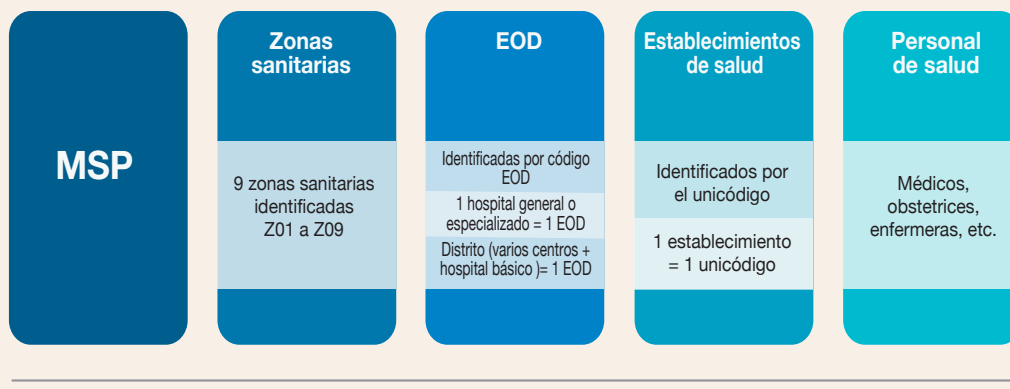 MSP
Zonas
sanitarias
9 zonas sanitarias
identificadas
Z01 a Z09
EOD
Identificadas por código
EOD
1 hospital general o
especializado = 1 EOD
Distrito (varios centros +
hospital básico )= 1 EOD
Establecimientos
de salud
Identificados por
el unicódigo
1 establecimiento
= 1 unicódigo
Personal
de salud
Médicos,
obstetrices,
enfermeras, etc.